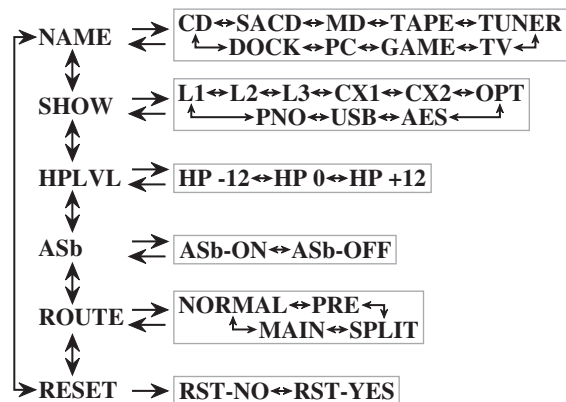 NAME
CD SACD MD TAPE TUNER
DOCK PC GAME TV
SHOW
L1 L2 L3 CX1 CX2 OPT
PNO USB AES
HPLVL
HP -12 HP 0 HP +12
ASb
ASb-ON ASb-OFF
ROUTE
NORMAL PRE
MAIN SPLIT
RESET
RST-NO RST-YES